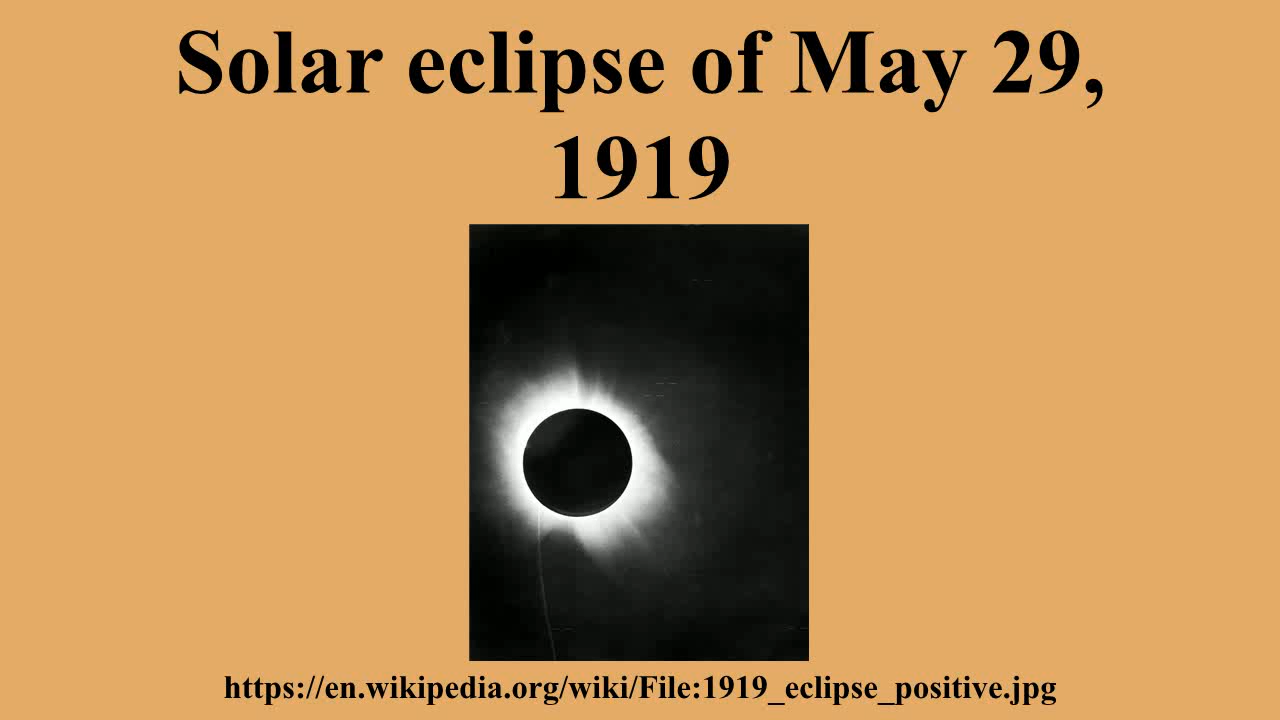 Solar eclipse of May 29,
1919
https://en.wikipedia.org/wiki/File:1919_eclipse_positive.jpg